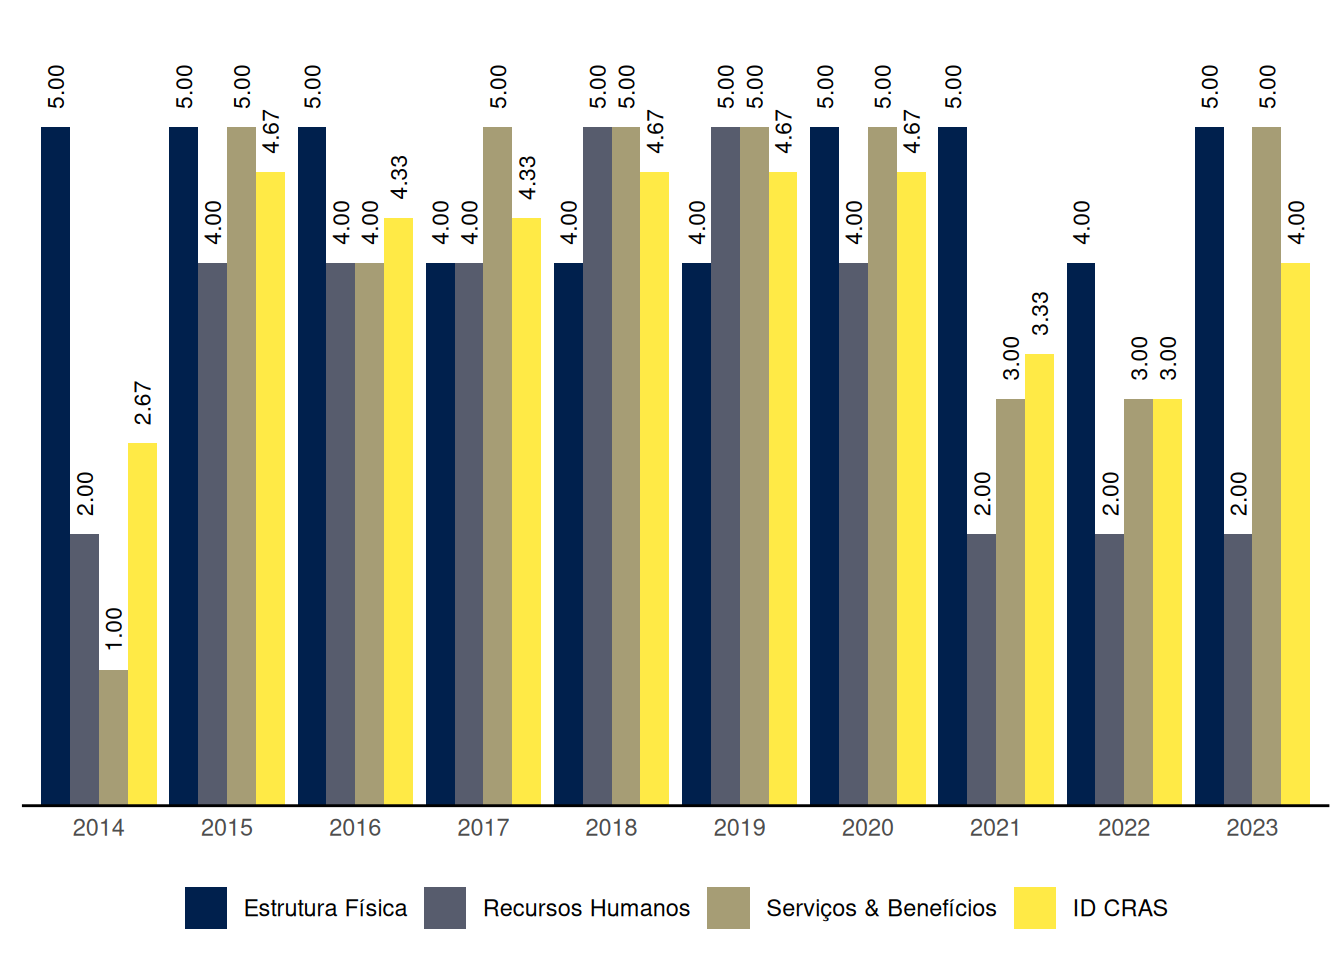 5.00 2.00 1.00 2.67
5.00 4.00 5.00 4.67
5.00 4.00 4.00 4.33
4.00 4.00 5.00 4.33
4.00 5.00 5.00 4.67
4.00 5.00 5.00 4.67
5.00 4.00 5.00 4.67
5.00 2.00 3.00 3.33
4.00 2.00 3.00 3.00
5.00 2.00 5.00 4.00
2014 2015 2016 2017 2018 2019 2020 2021 2022 2023
Estrutura Física Recursos Humanos Serviços & Benefícios ID CRAS